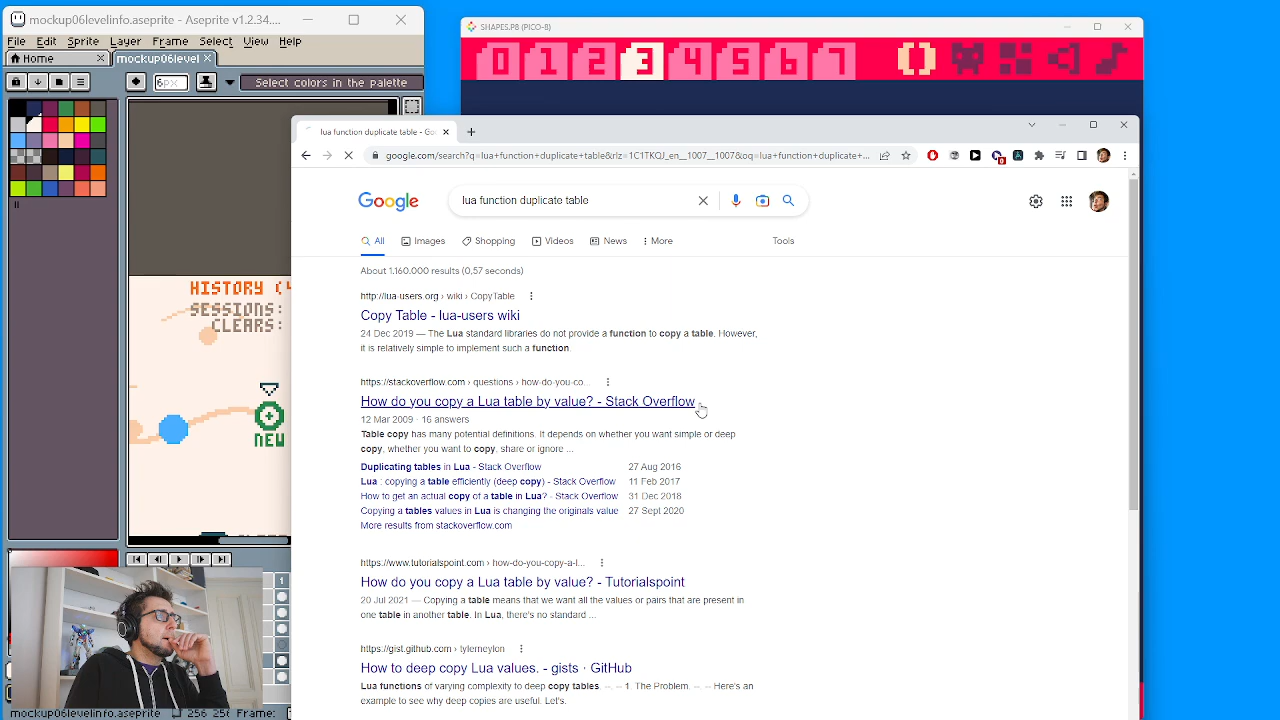 mockup06levelinfo.aseprite - Aseprite v1.2.34....
File Edit Sprite Layer Frame Select View Help
Home
mockup06level
6px
Select colors in the palette
HISTORY (4
SESSIONS:
CLEARS:
NEW
1
mockup06levelinfo.aseprite
256 256
Frame:
SHAPES.P8 (PICO-8)
0 1 2 3 4 5 6 7
lua function duplicate table - Go
google.com/search?q=lua+function+duplicate+table&rlz=1C1TKQJ_en__1007__1007&oq=lua+function+duplicate+...
Google
lua function duplicate table
All
Images
Shopping
Videos
News
More
Tools
About 1.160.000 results (0,57 seconds)
http://lua-users.org › wiki › CopyTable
Copy Table - lua-users wiki
24 Dec 2019 — The Lua standard libraries do not provide a function to copy a table. However,
it is relatively simple to implement such a function.
https://stackoverflow.com › questions › how-do-you-co...
How do you copy a Lua table by value? - Stack Overflow
12 Mar 2009 · 16 answers
Table copy has many potential definitions. It depends on whether you want simple or deep
copy, whether you want to copy, share or ignore ...
Duplicating tables in Lua - Stack Overflow 27 Aug 2016
Lua : copying a table efficiently (deep copy) - Stack Overflow 11 Feb 2017
How to get an actual copy of a table in Lua? - Stack Overflow 31 Dec 2018
Copying a tables values in Lua is changing the originals value 27 Sept 2020
More results from stackoverflow.com
https://www.tutorialspoint.com › how-do-you-copy-a-l...
How do you copy a Lua table by value? - Tutorialspoint
20 Jul 2021 — Copying a table means that we want all the values or pairs that are present in
one table in another table. In Lua, there's no standard ...
https://gist.github.com › tylerneylon
How to deep copy Lua values. - gists · GitHub
Lua functions of varying complexity to deep copy tables. --. -- 1. The Problem. --. -- Here's an
example to see why deep copies are useful. Let's.